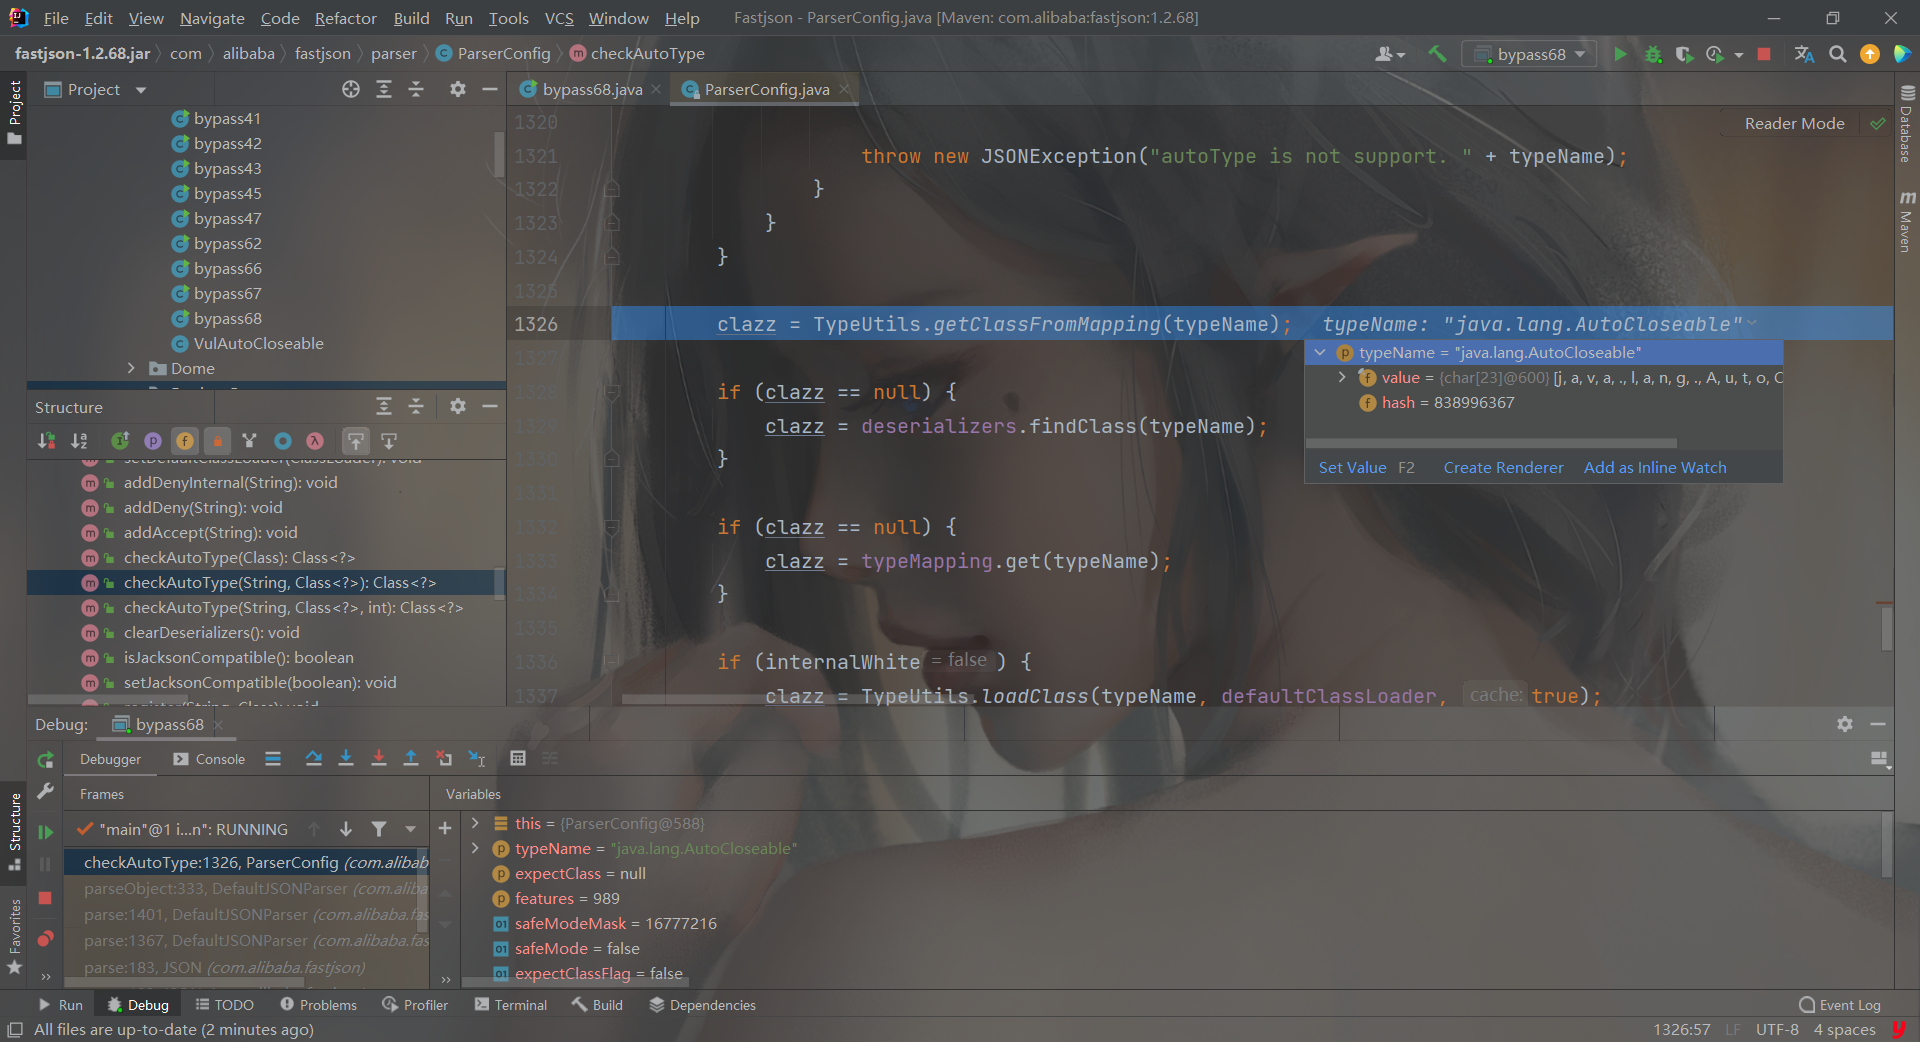 File Edit View Navigate Code Refactor Build Run Tools VCS Window Help Fastjson - ParserConfig.java [Maven: com.alibaba:fastjson:1.2.68]
fastjson-1.2.68.jar com alibaba fastjson parser ParserConfig checkAutoType bypass68
Project
bypass68.java ParserConfig.java
Reader Mode
bypass41
bypass42
bypass43
bypass45
bypass47
bypass62
bypass66
bypass67
bypass68
VulAutoCloseable
Dome
Structure
addDenyInternal(String): void
addDeny(String): void
addAccept(String): void
checkAutoType(Class): Class<?>
checkAutoType(String, Class<?>): Class<?>
checkAutoType(String, Class<?>, int): Class<?>
clearDeserializers(): void
isJacksonCompatible(): boolean
setJacksonCompatible(boolean): void
1320
1321 throw new JSONException("autoType is not support. " + typeName);
1322 }
1323 }
1324 }
1325
1326 clazz = TypeUtils.getClassFromMapping(typeName); typeName: "java.lang.AutoCloseable"
1327
1328 if (clazz == null) {
1329 clazz = deserializers.findClass(typeName);
1330 }
1331
1332 if (clazz == null) {
1333 clazz = typeMapping.get(typeName);
1334 }
1335
1336 if (internalWhite = false ) {
1337 clazz = TypeUtils.loadClass(typeName, defaultClassLoader, cache: true);
typeName = "java.lang.AutoCloseable"
value = {char[23]@600} [j, a, v, a, ., l, a, n, g, ., A, u, t, o, C
hash = 838996367
Set Value F2 Create Renderer Add as Inline Watch
Debug: bypass68
Debugger Console
Frames
"main"@1 i...n": RUNNING
checkAutoType:1326, ParserConfig (com.alibab
parseObject:333, DefaultJSONParser (com.aliba
parse:1401, DefaultJSONParser (com.alibaba.fas
parse:1367, DefaultJSONParser (com.alibaba.fas
parse:183, JSON (com.alibaba.fastjson)
Variables
this = {ParserConfig@588}
typeName = "java.lang.AutoCloseable"
expectClass = null
features = 989
safeModeMask = 16777216
safeMode = false
expectClassFlag = false
Project
Structure
Favorites
Database
Maven
Run Debug TODO Problems Profiler Terminal Build Dependencies Event Log
All files are up-to-date (2 minutes ago) 1326:57 LF UTF-8 4 spaces